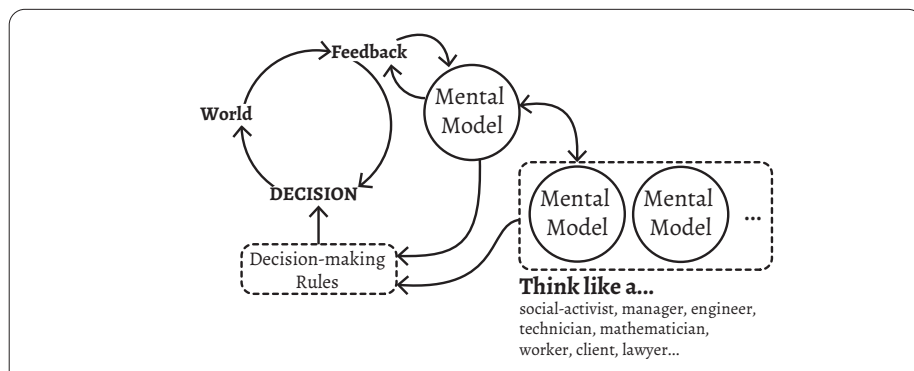 Feedback
World
DECISION
Decision-making
Rules
Mental
Model
Mental
Model
Mental
Model
...
Think like a...
social-activist, manager, engineer,
technician, mathematician,
worker, client, lawyer...